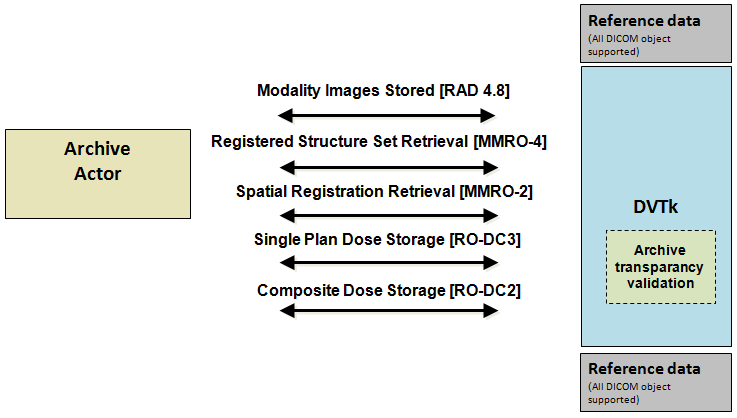 Reference data
(All DICOM object
supported)
Modality Images Stored [RAD 4.8]
Registered Structure Set Retrieval [MMRO-4]
Archive
Actor
Spatial Registration Retrieval [MMRO-2]
DVTk
Single Plan Dose Storage [RO-DC3]
Archive
transparancy
validation
Composite Dose Storage [RO-DC2]
Reference data
(All DICOM object
supported)